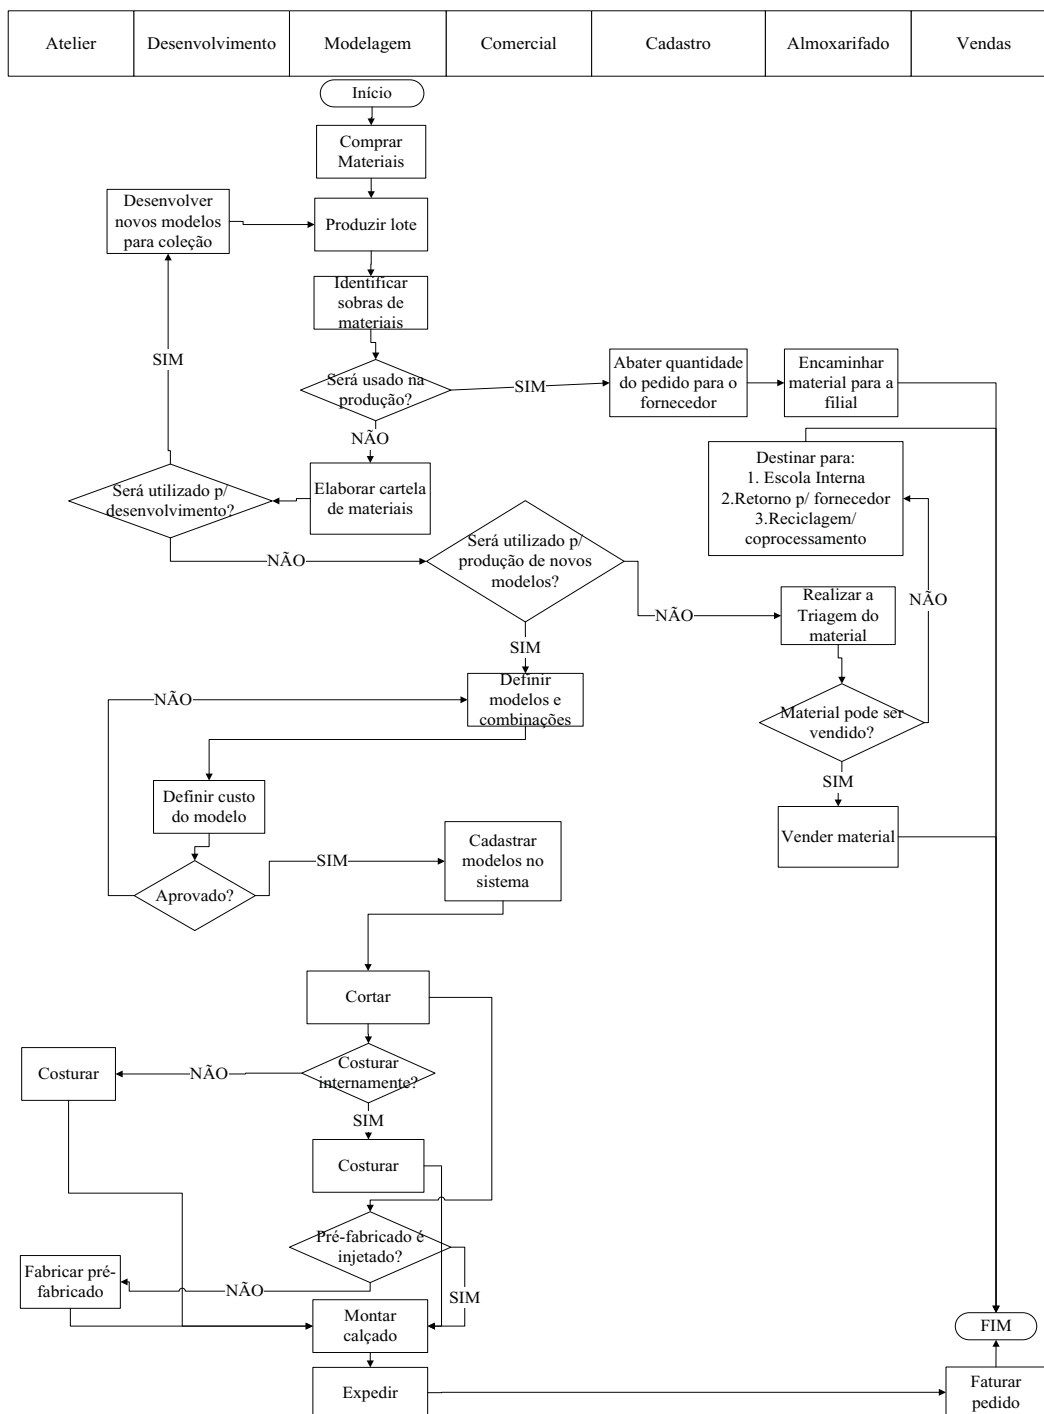 Atelier
Desenvolvimento
Modelagem
Comercial
Cadastro
Almoxarifado
Vendas
Início
Comprar
Materiais
Desenvolver
novos modelos
para coleção
Produzir lote
Identificar
sobras de
materiais
SIM
Será usado na
produção?
SIM
Abater quantidade
do pedido para o
fornecedor
Encaminhar
material para a
filial
NÃO
Destinar para:
1. Escola Interna
2.Retorno p/ fornecedor
3.Reciclagem/
coprocessamento
Será utilizado p/
desenvolvimento?
Elaborar cartela
de materiais
NÃO
Será utilizado p/
produção de novos
modelos?
NÃO
Realizar a
Triagem do
material
NÃO
SIM
NÃO
Definir
modelos e
combinações
Material pode ser
vendido?
SIM
Definir custo
do modelo
Vender material
Aprovado?
SIM
Cadastrar
modelos no
sistema
Cortar
Costurar
NÃO
Costurar
internamente?
SIM
Costurar
Pré-fabricado é
injetado?
Fabricar pré-
fabricado
NÃO
SIM
Montar
calçado
FIM
Expedir
Faturar
pedido